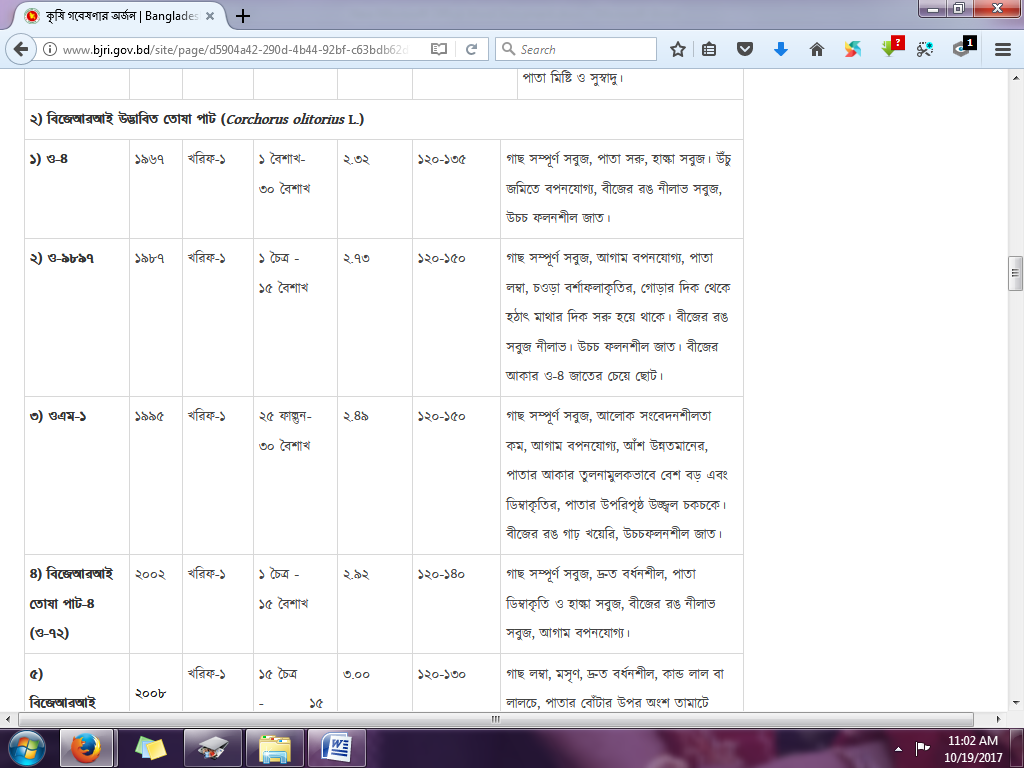 কৃষি গবেষণার অর্জন | Banglades
www.bjri.gov.bd/site/page/d5904a42-290d-4b44-92bf-c63bdb62d
Search
?
1
পাতা মিষ্টি ও সুস্বাদু।
২) বিজেআরআই উদ্ভাবিত তোষা পাট (Corchorus olitorius L.)
১) ও-৪
১৯৬৭
খরিফ-১
১ বৈশাখ-
৩০ বৈশাখ
২.৩২
১২০-১৩৫
গাছ সম্পূর্ণ সবুজ, পাতা সরু, হাল্কা সবুজ। উঁচু
জমিতে বপনযোগ্য, বীজের রঙ নীলাভ সবুজ,
উচচ ফলনশীল জাত।
২) ও-৯৮৯৭
১৯৮৭
খরিফ-১
১ চৈত্র -
১৫ বৈশাখ
২.৭৩
১২০-১৫০
গাছ সম্পূর্ণ সবুজ, আগাম বপনযোগ্য, পাতা
লম্বা, চওড়া বর্শাফলাকৃতির, গোড়ার দিক থেকে
হঠাৎ মাথার দিক সরু হয়ে থাকে। বীজের রঙ
সবুজ নীলাভ। উচচ ফলনশীল জাত। বীজের
আকার ও-৪ জাতের চেয়ে ছোট।
৩) ওএম-১
১৯৯৫
খরিফ-১
২৫ ফাল্গুন-
৩০ বৈশাখ
২.৪৯
১২০-১৫০
গাছ সম্পূর্ণ সবুজ, আলোক সংবেদনশীলতা
কম, আগাম বপনযোগ্য, আঁশ উন্নতমানের,
পাতার আকার তুলনামুলকভাবে বেশ বড় এবং
ডিম্বাকৃতির, পাতার উপরিপৃষ্ঠ উজ্জ্বল চকচকে।
বীজের রঙ গাঢ় খয়েরি, উচচফলনশীল জাত।
৪) বিজেআরআই
তোষা পাট-৪
(ও-৭২)
২০০২
খরিফ-১
১ চৈত্র -
১৫ বৈশাখ
২.৯২
১২০-১৪০
গাছ সম্পূর্ণ সবুজ, দ্রুত বর্ধনশীল, পাতা
ডিম্বাকৃতি ও হাল্কা সবুজ, বীজের রঙ নীলাভ
সবুজ, আগাম বপনযোগ্য।
৫)
বিজেআরআই
২০০৮
খরিফ-১
১৫ চৈত্র
- ১৫
৩.০০
১২০-১৩০
গাছ লম্বা, মসৃণ, দ্রুত বর্ধনশীল, কান্ড লাল বা
লালচে, পাতার বোঁটার উপর অংশ তামাটে
11:02 AM
10/19/2017